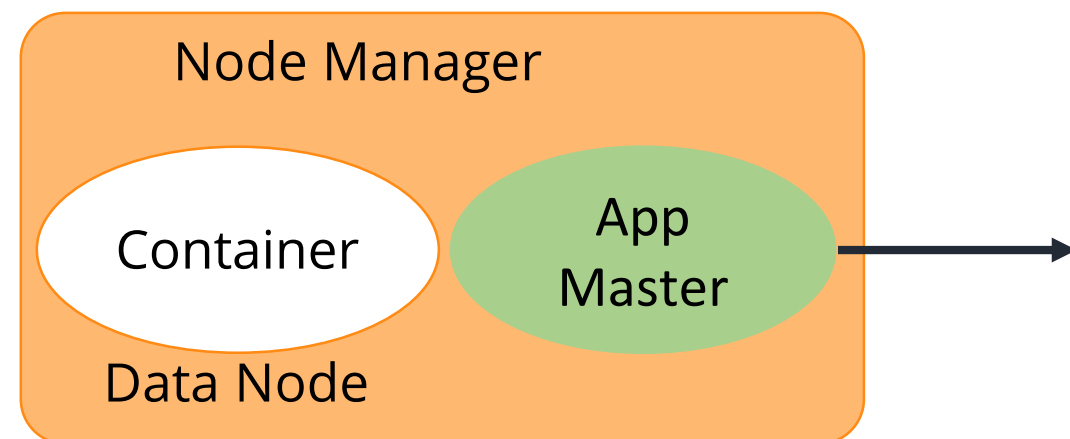 Node Manager
Container
App
Master
Data Node